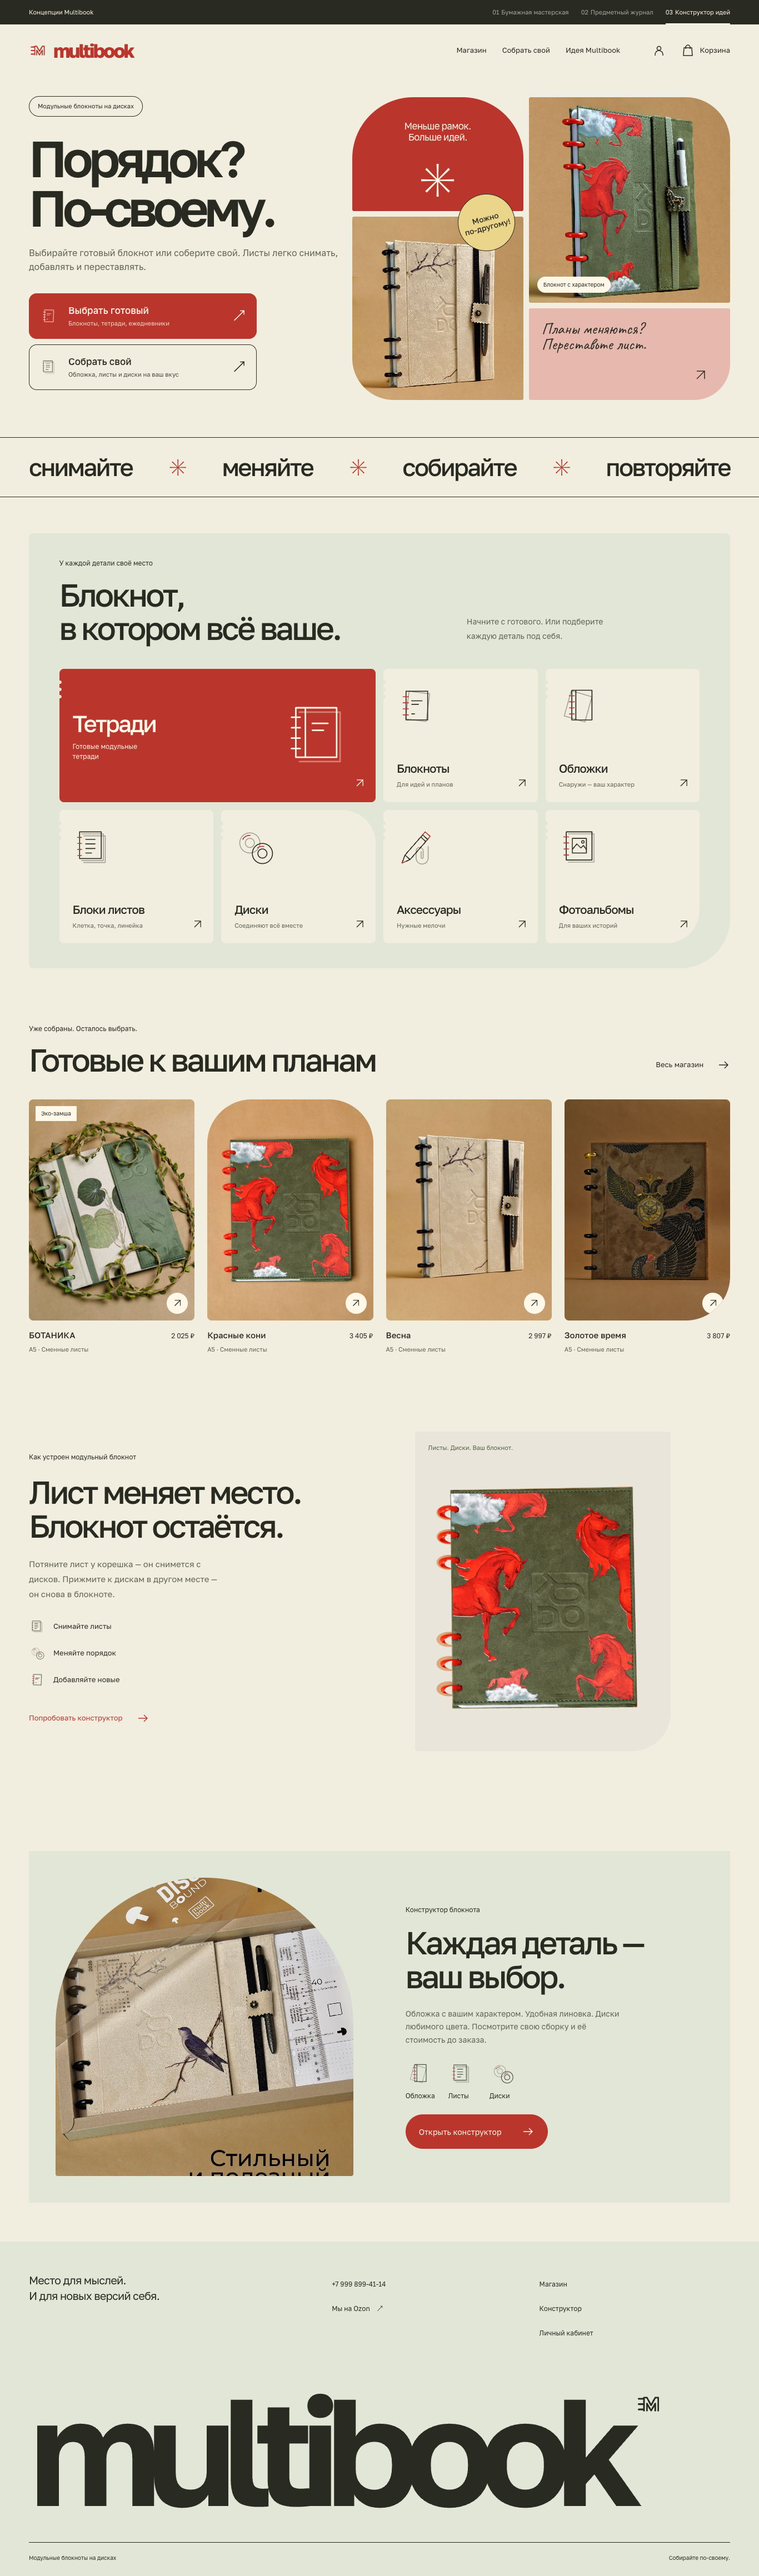 Концепции Multibook
01 Бумажная мастерская
02 Предметный журнал
03 Конструктор идей
multibook
Магазин
Собрать свой
Идея Multibook
Корзина
Модульные блокноты на дисках
Порядок?
По-своему.
Выбирайте готовый блокнот или соберите свой. Листы легко снимать,
добавлять и переставлять.
Выбрать готовый
Блокноты, тетради, ежедневники
Собрать свой
Обложка, листы и диски на ваш вкус
Меньше рамок.
Больше идей.
Можно
по-другому!
Блокнот с характером
Планы меняются?
Переставьте лист.
снимайте
меняйте
собирайте
повторяйте
У каждой детали своё место
Блокнот,
в котором всё ваше.
Начните с готового. Или подберите
каждую деталь под себя.
Тетради
Готовые модульные
тетради
Блокноты
Для идей и планов
Обложки
Снаружи — ваш характер
Блоки листов
Клетка, точка, линейка
Диски
Соединяют всё вместе
Аксессуары
Нужные мелочи
Фотоальбомы
Для ваших историй
Уже собраны. Осталось выбрать.
Готовые к вашим планам
Весь магазин
Эко-замша
БОТАНИКА
2 025 ₽
А5 · Сменные листы
Красные кони
3 405 ₽
А5 · Сменные листы
Весна
2 997 ₽
А5 · Сменные листы
Золотое время
3 807 ₽
А5 · Сменные листы
Как устроен модульный блокнот
Лист меняет место.
Блокнот остаётся.
Потяните лист у корешка — он снимется с
дисков. Прижмите к дискам в другом месте —
он снова в блокноте.
Снимайте листы
Меняйте порядок
Добавляйте новые
Попробовать конструктор
Листы. Диски. Ваш блокнот.
DISC
BOUND
Стильный
и полезный
Конструктор блокнота
Каждая деталь —
ваш выбор.
Обложка с вашим характером. Удобная линовка. Диски
любимого цвета. Посмотрите свою сборку и её
стоимость до заказа.
Обложка
Листы
Диски
Открыть конструктор
Место для мыслей.
И для новых версий себя.
+7 999 899-41-14
Мы на Ozon
Магазин
Конструктор
Личный кабинет
multibook
Модульные блокноты на дисках
Собирайте по-своему.